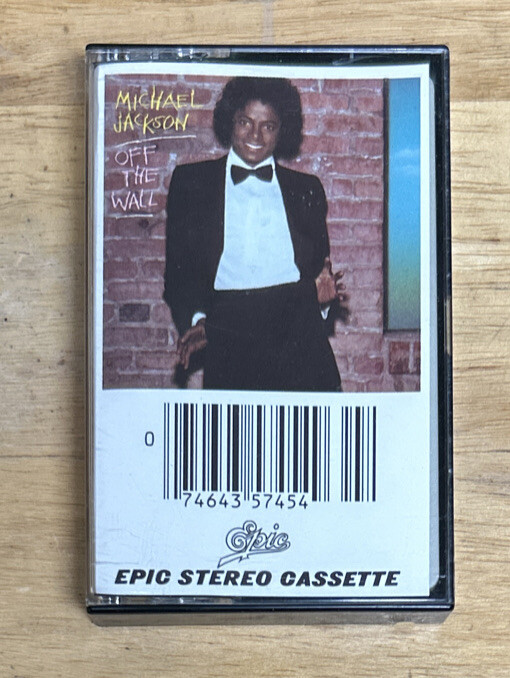 MICHAEL
JACKSON
OFF
THE
WALL
0
74643 57454
Epic
EPIC STEREO CASSETTE